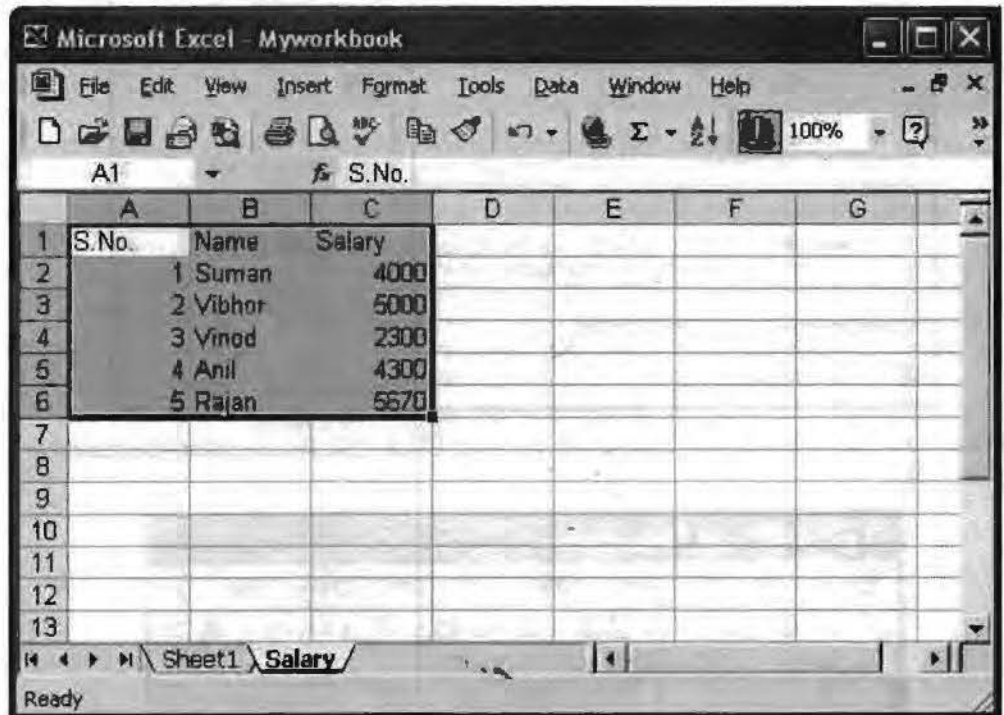 Microsoft Excel - Myworkbook
File Edit View Insert Format Tools Data Window Help
Σ 100%
A1 fx S.No.
A B C D E F G
1 S.No. Name Salary
2 1 Suman 4000
3 2 Vibhor 5000
4 3 Vinod 2300
5 4 Anil 4300
6 5 Rajan 5670
7
8
9
10
11
12
13
Sheet1 Salary
Ready